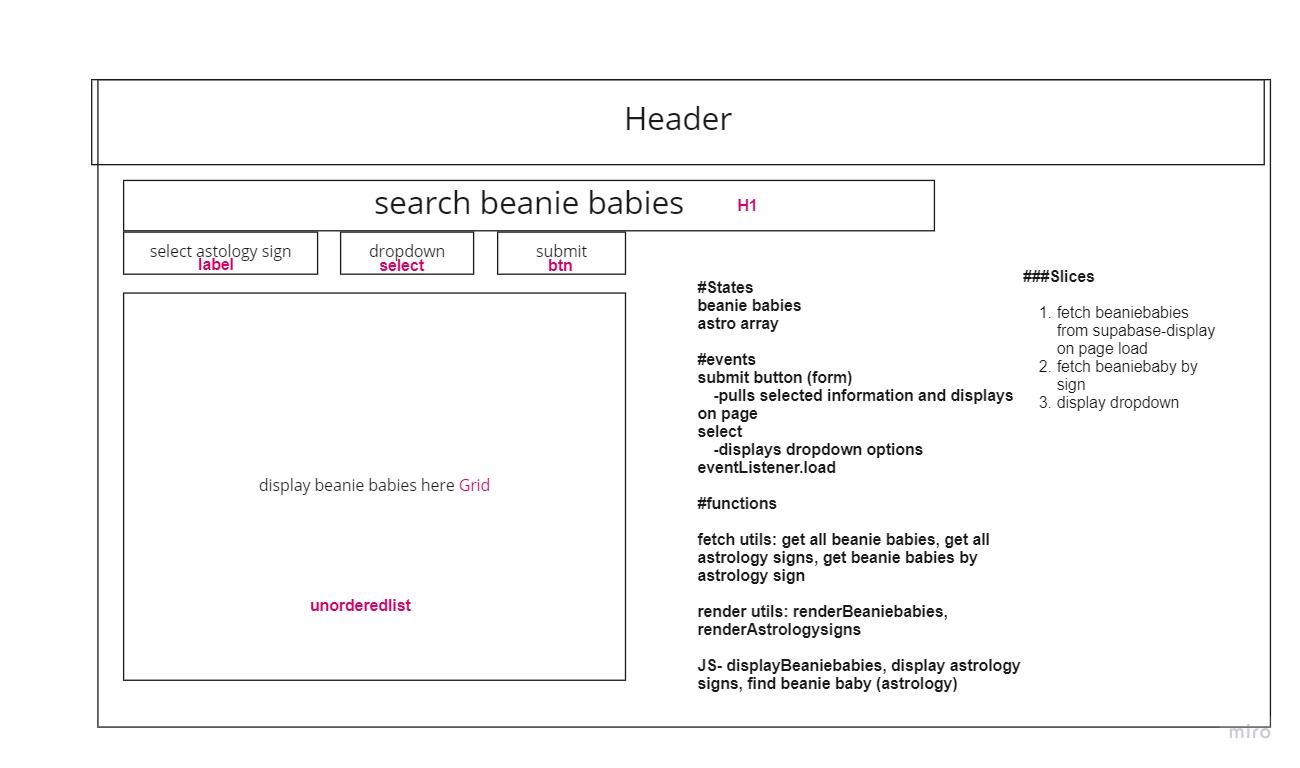 Header
search beanie babies H1
select astology sign
label
dropdown
select
submit
btn
display beanie babies here Grid
unorderedlist
#States
beanie babies
astro array
#events
submit button (form)
-pulls selected information and displays
on page
select
-displays dropdown options
eventListener.load
#functions
fetch utils: get all beanie babies, get all
astrology signs, get beanie babies by
astrology sign
render utils: renderBeaniebabies,
renderAstrologysigns
JS- displayBeaniebabies, display astrology
signs, find beanie baby (astrology)
###Slices
1. fetch beaniebabies
from supabase-display
on page load
2. fetch beaniebaby by
sign
3. display dropdown
miro